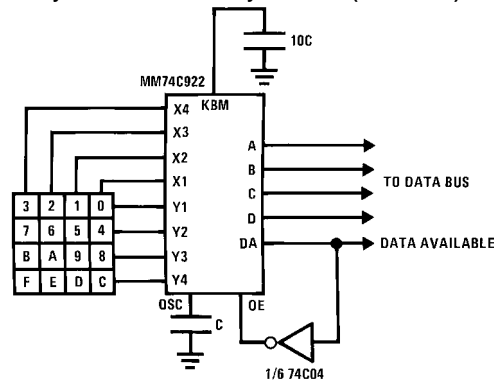 10C
MM74C922
KBM
X4
X3
X2
X1
Y1
Y2
Y3
Y4
A
B
C
D
DA
TO DATA BUS
DATA AVAILABLE
3 2 1 0
7 6 5 4
B A 9 8
F E D C
OSC
OE
C
1/6 74C04